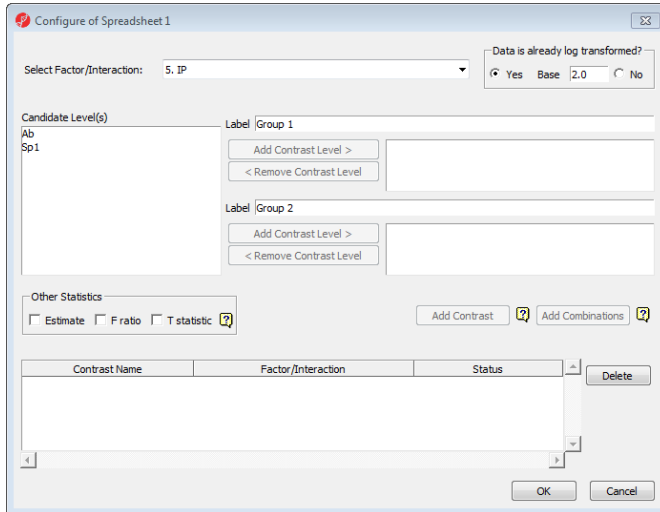 Configure of Spreadsheet 1
Data is already log transformed?
Select Factor/Interaction: 5. IP Yes Base 2.0 No
Candidate Level(s)
Ab
Sp1
Label Group 1
Add Contrast Level >
< Remove Contrast Level
Label Group 2
Add Contrast Level >
< Remove Contrast Level
Other Statistics
Estimate F ratio T statistic ? Add Contrast ? Add Combinations ?
Contrast Name Factor/Interaction Status
Delete
OK Cancel